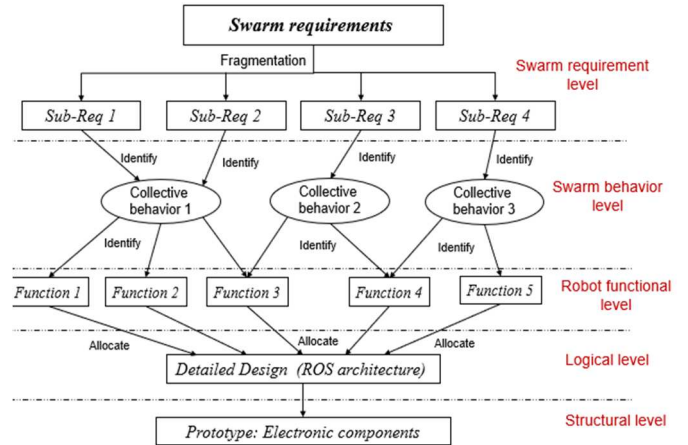 Swarm requirements
Fragmentation
Swarm requirement
level
Sub-Req 1
Sub-Req 2
Sub-Req 3
Sub-Req 4
Identify
Identify
Identify
Identify
Collective
behavior 1
Collective
behavior 2
Collective
behavior 3
Swarm behavior
level
Identify
Identify
Identify
Function 1
Function 2
Function 3
Function 4
Function 5
Robot functional
level
Allocate
Allocate
Allocate
Detailed Design (ROS architecture)
Logical level
Prototype: Electronic components
Structural level